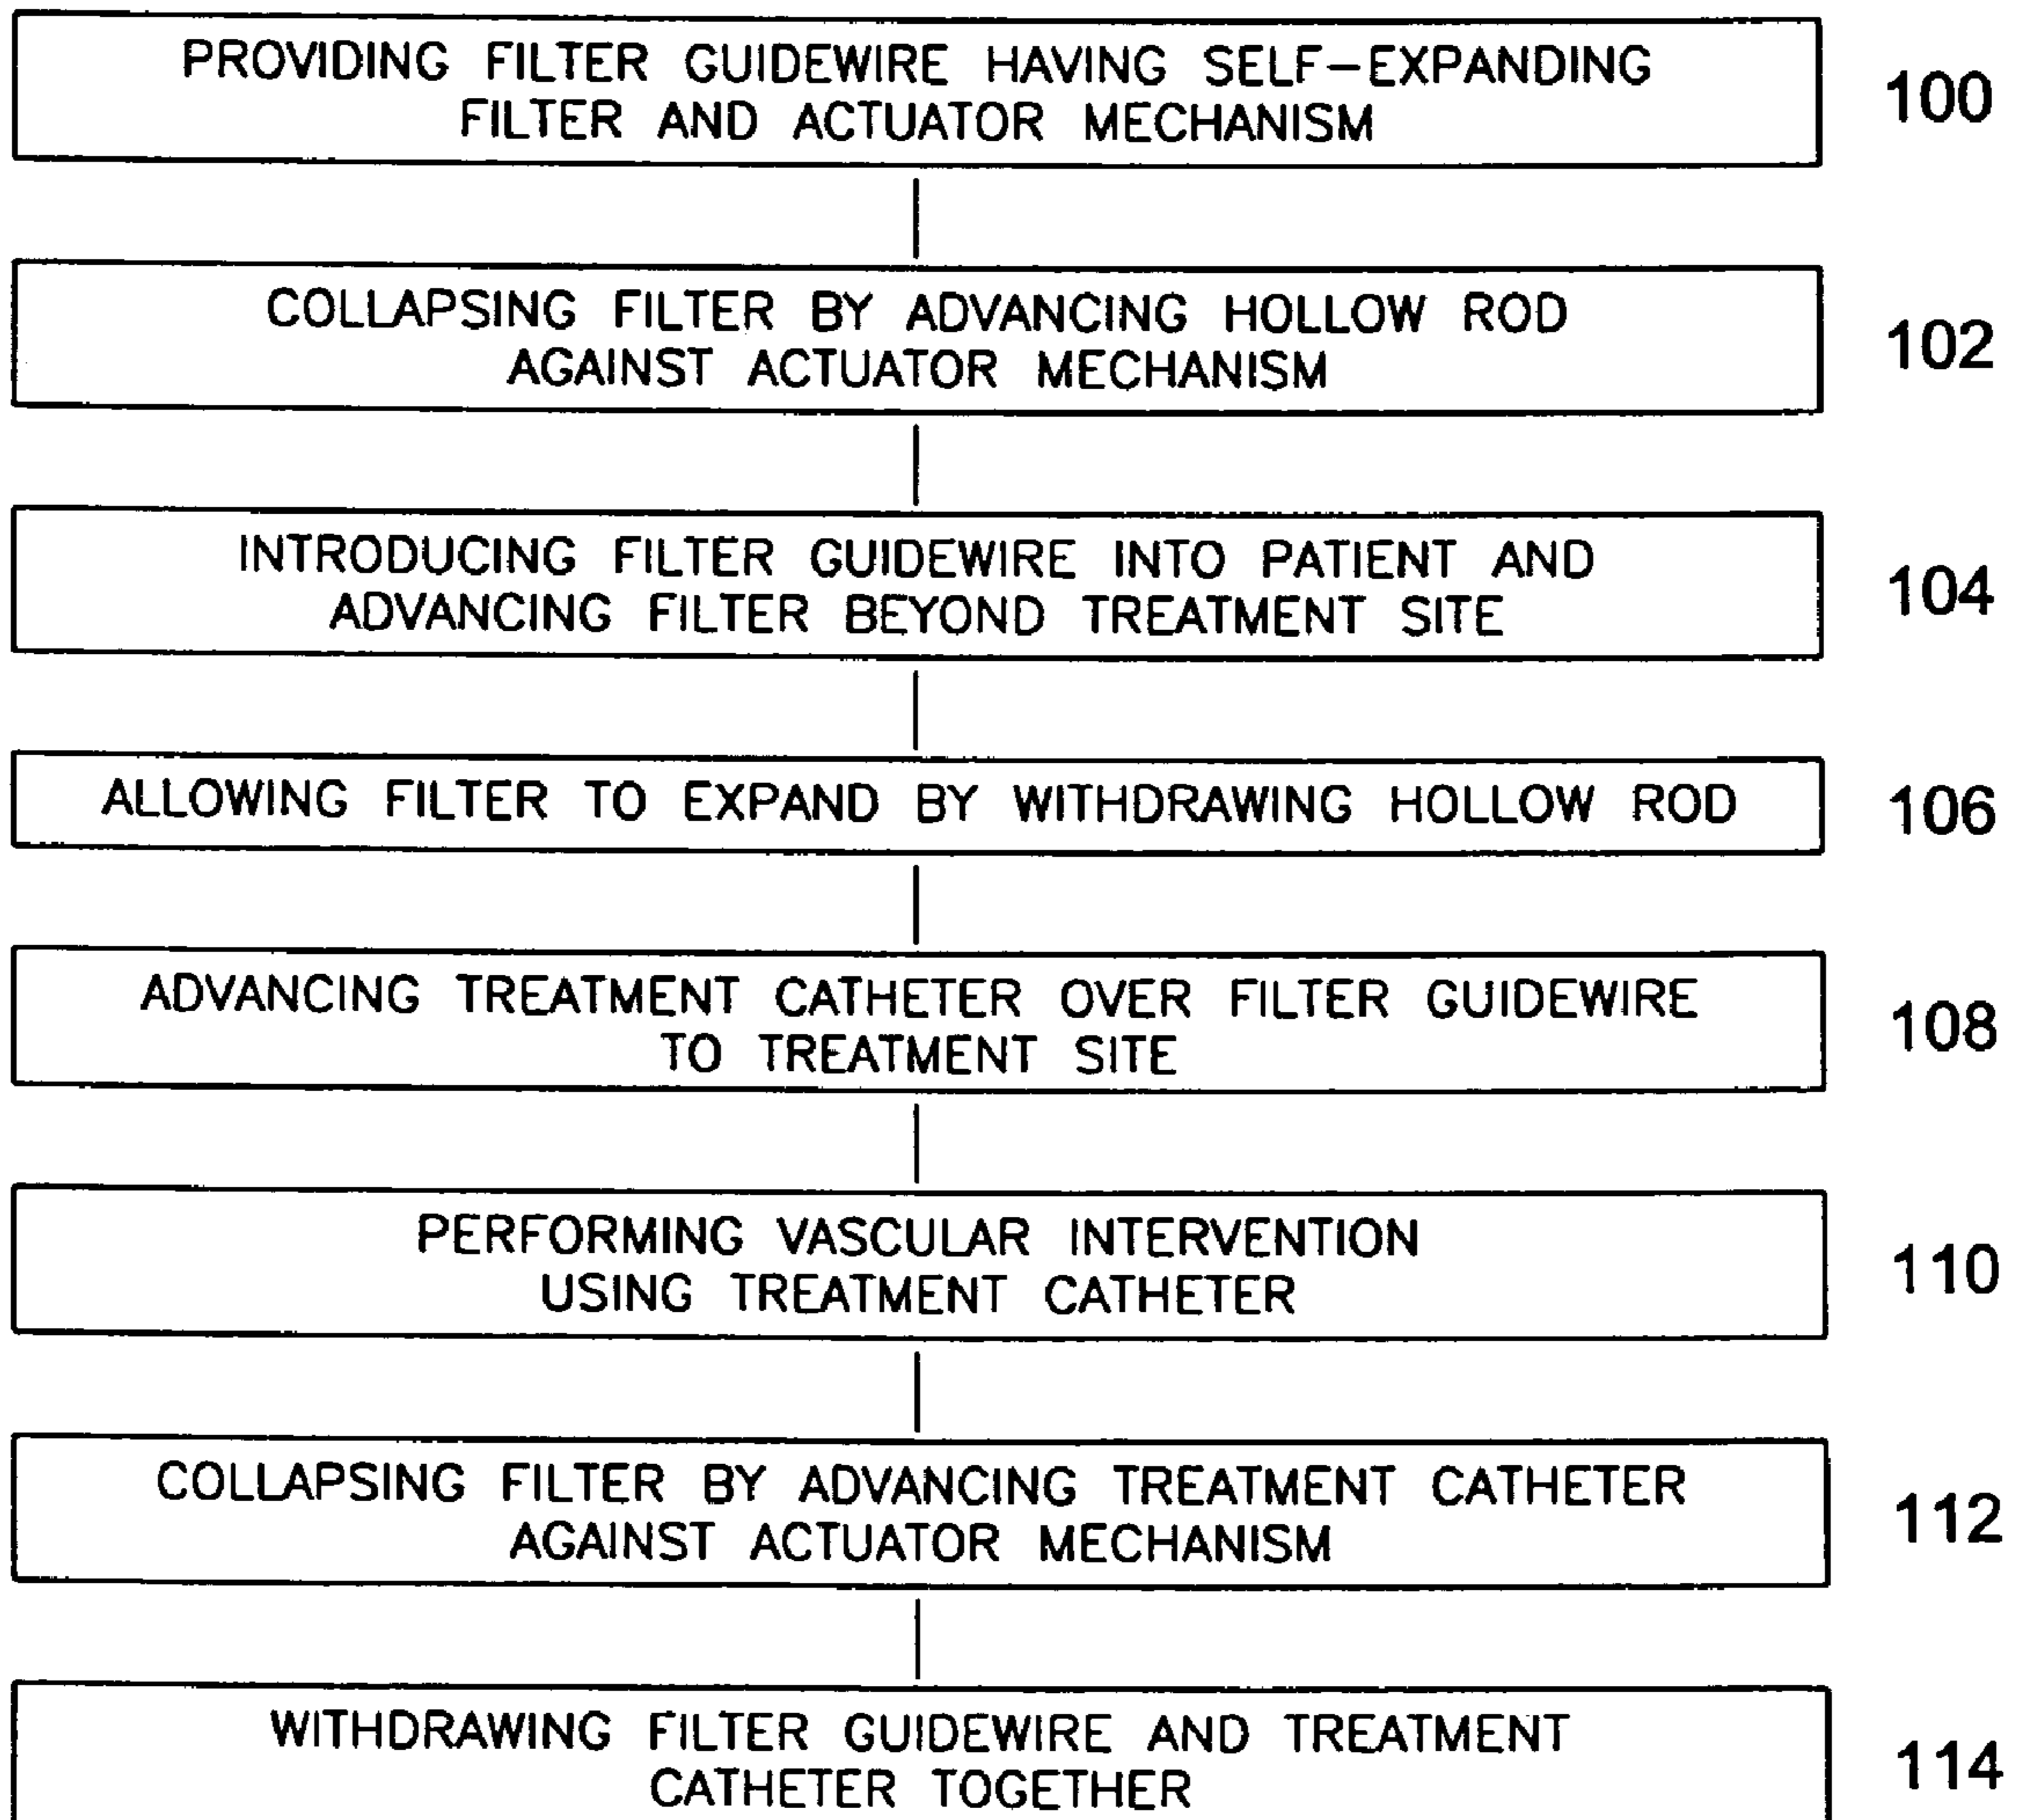 PROVIDING FILTER GUIDEWIRE HAVING SELF-EXPANDING
FILTER AND ACTUATOR MECHANISM
100
COLLAPSING FILTER BY ADVANCING HOLLOW ROD
AGAINST ACTUATOR MECHANISM
102
INTRODUCING FILTER GUIDEWIRE INTO PATIENT AND
ADVANCING FILTER BEYOND TREATMENT SITE
104
ALLOWING FILTER TO EXPAND BY WITHDRAWING HOLLOW ROD
106
ADVANCING TREATMENT CATHETER OVER FILTER GUIDEWIRE
TO TREATMENT SITE
108
PERFORMING VASCULAR INTERVENTION
USING TREATMENT CATHETER
110
COLLAPSING FILTER BY ADVANCING TREATMENT CATHETER
AGAINST ACTUATOR MECHANISM
112
WITHDRAWING FILTER GUIDEWIRE AND TREATMENT
CATHETER TOGETHER
114